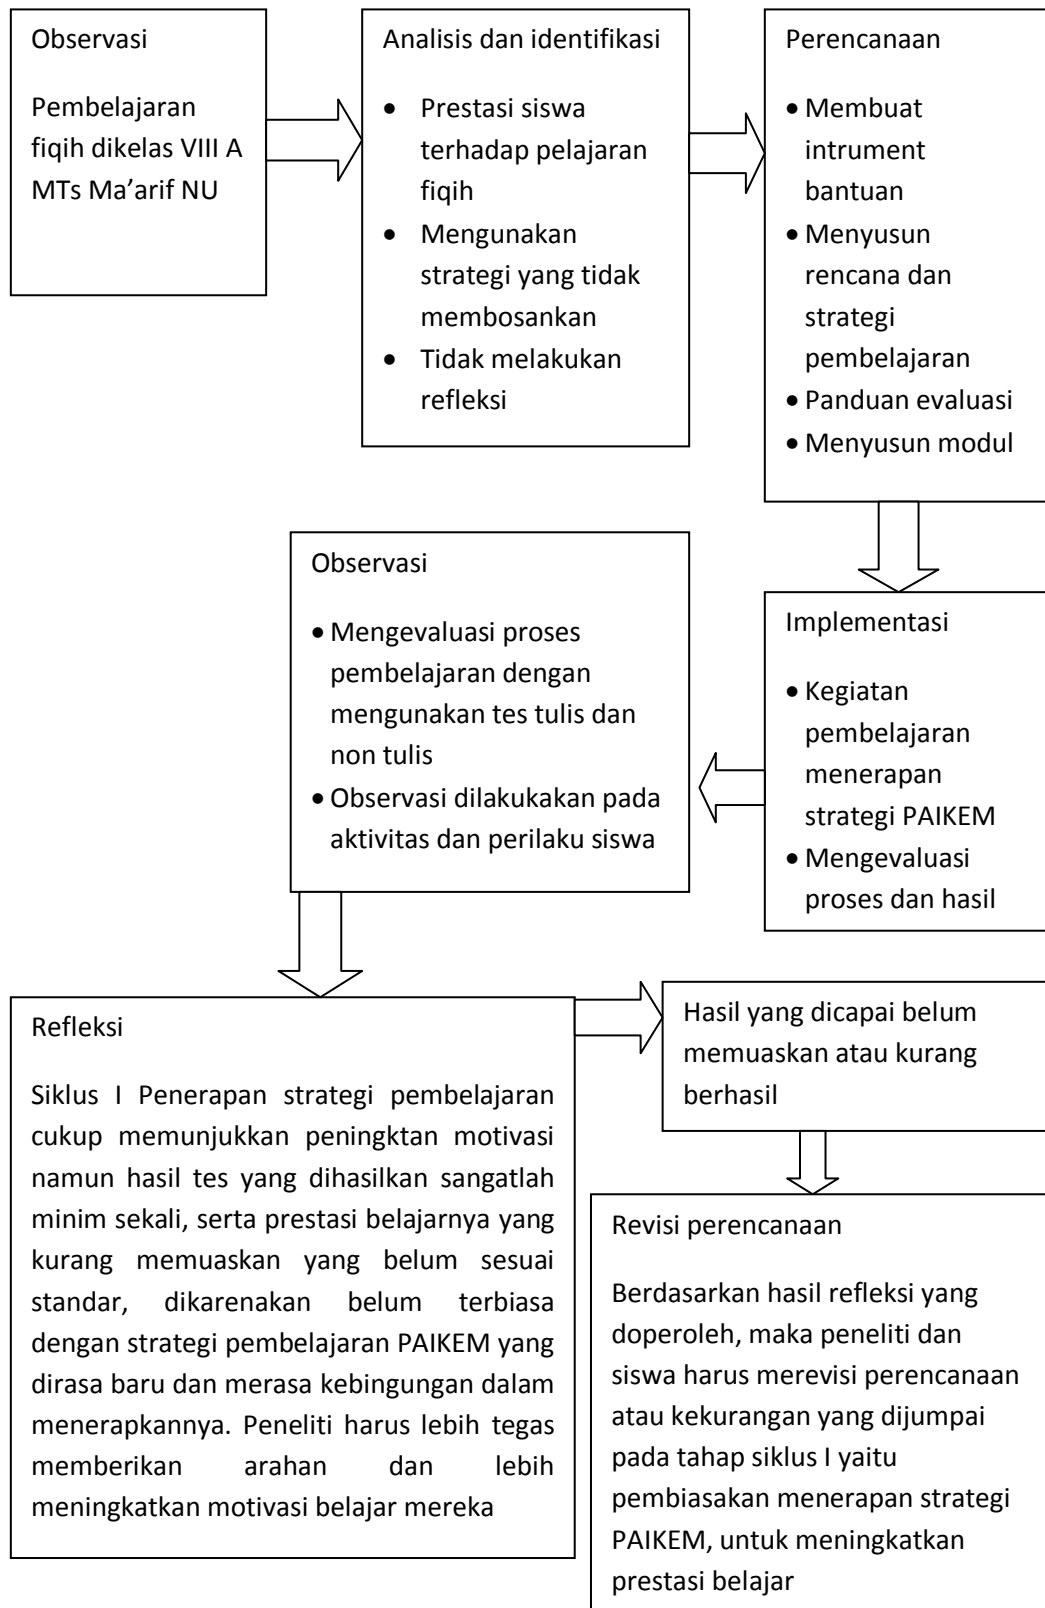 Observasi
Pembelajaran
fiqih dikelas VIII A
MTs Ma’arif NU
Analisis dan identifikasi
• Prestasi siswa
terhadap pelajaran
fiqih
• Mengunakan
strategi yang tidak
membosankan
• Tidak melakukan
refleksi
Perencanaan
• Membuat
intrument
bantuan
• Menyusun
rencana dan
strategi
pembelajaran
• Panduan evaluasi
• Menyusun modul
Implementasi
• Kegiatan
pembelajaran
menerapan
strategi PAIKEM
• Mengevaluasi
proses dan hasil
Observasi
• Mengevaluasi proses
pembelajaran dengan
mengunakan tes tulis dan
non tulis
• Observasi dilakukakan pada
aktivitas dan perilaku siswa
Refleksi
Siklus I Penerapan strategi pembelajaran
cukup memunjukkan peningktan motivasi
namun hasil tes yang dihasilkan sangatlah
minim sekali, serta prestasi belajarnya yang
kurang memuaskan yang belum sesuai
standar, dikarenakan belum terbiasa
dengan strategi pembelajaran PAIKEM yang
dirasa baru dan merasa kebingungan dalam
menerapkannya. Peneliti harus lebih tegas
memberikan arahan dan lebih
meningkatkan motivasi belajar mereka
Hasil yang dicapai belum
memuaskan atau kurang
berhasil
Revisi perencanaan
Berdasarkan hasil refleksi yang
doperoleh, maka peneliti dan
siswa harus merevisi perencanaan
atau kekurangan yang dijumpai
pada tahap siklus I yaitu
pembiasakan menerapan strategi
PAIKEM, untuk meningkatkan
prestasi belajar